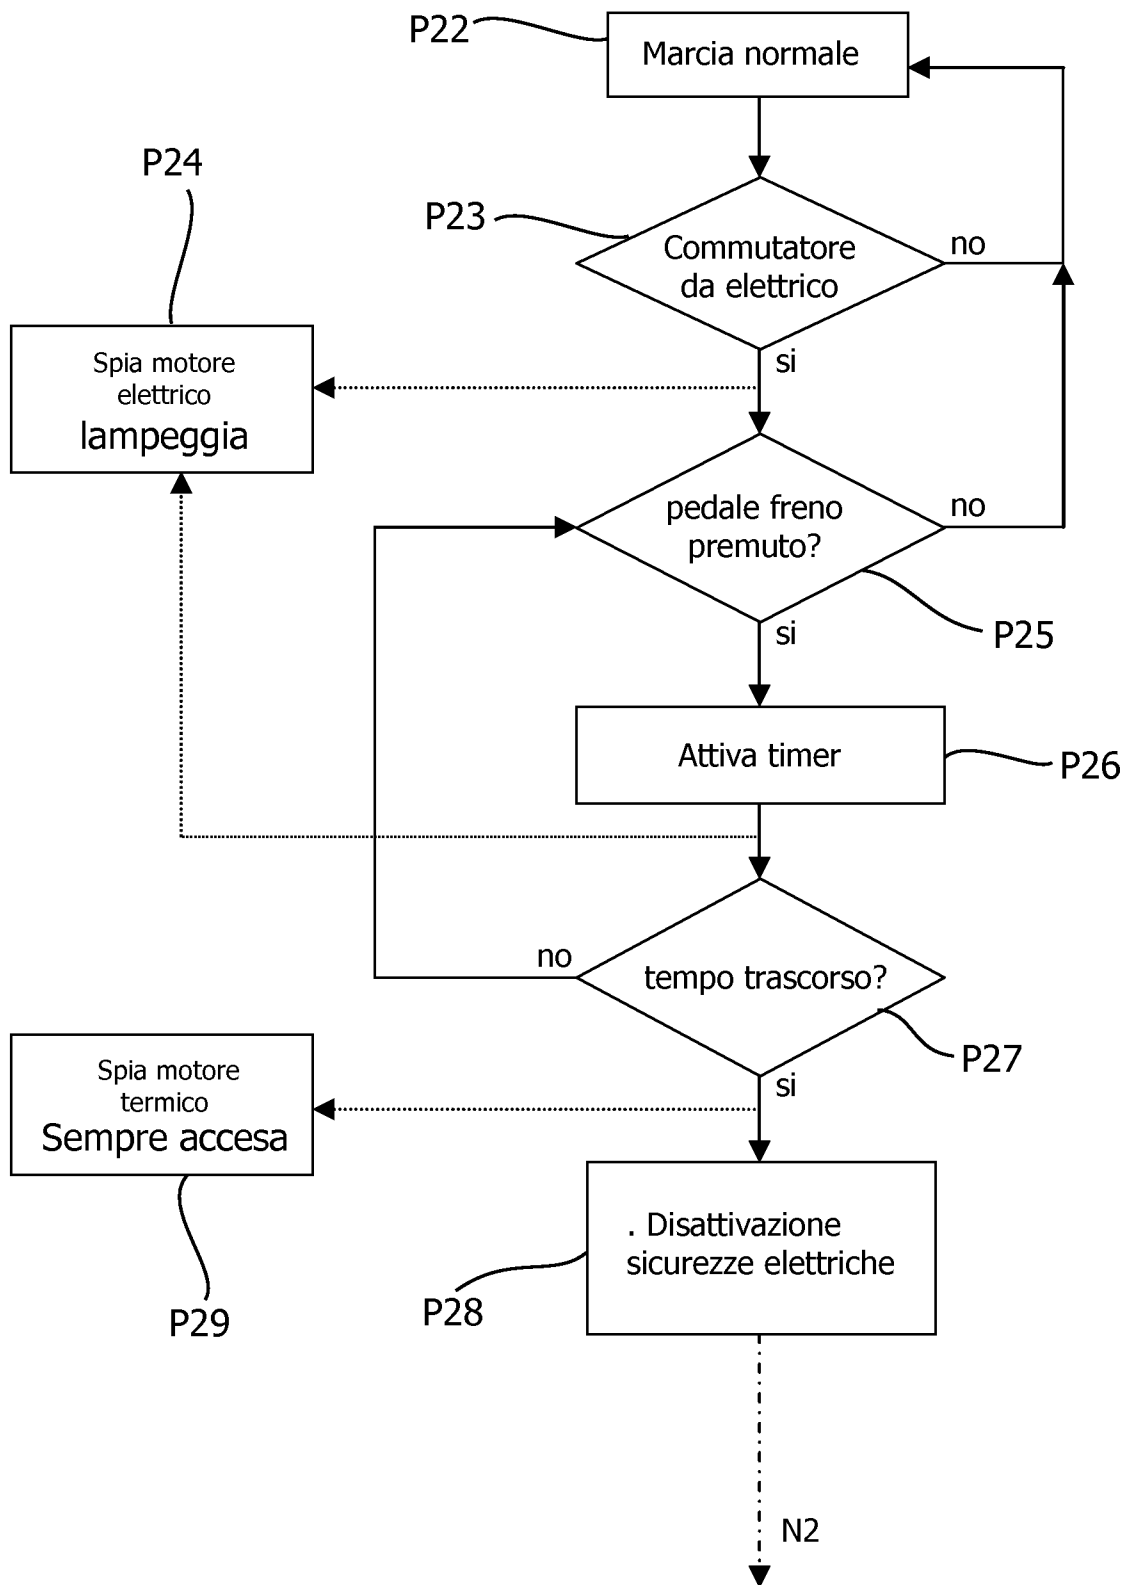 P22
Marcia normale
P24
P23
Commutatore
da elettrico
no
si
Spia motore
elettrico
lampeggia
pedale freno
premuto?
no
si
P25
Attiva timer
P26
no
tempo trascorso?
si
P27
Spia motore
termico
Sempre accesa
P29
. Disattivazione
sicurezze elettriche
P28
N2